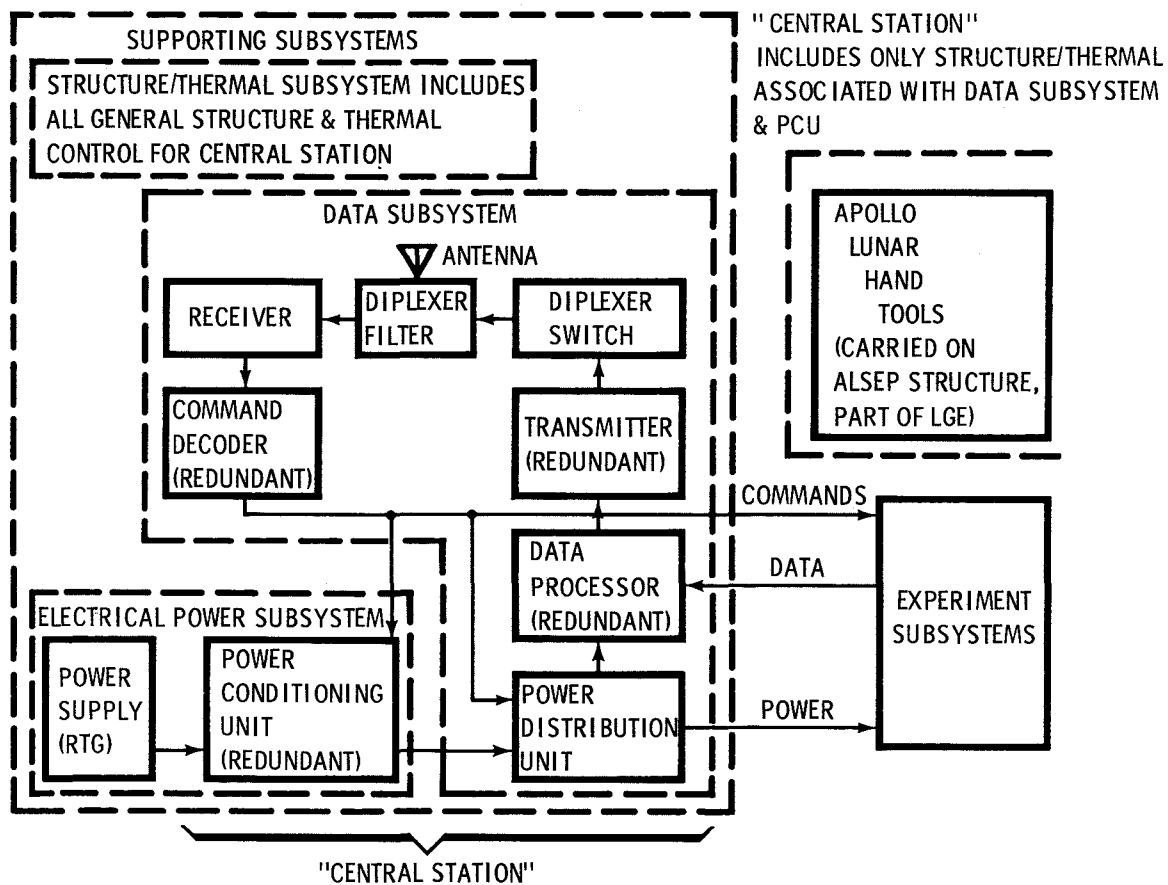 SUPPORTING SUBSYSTEMS
STRUCTURE/THERMAL SUBSYSTEM INCLUDES
ALL GENERAL STRUCTURE & THERMAL
CONTROL FOR CENTRAL STATION
"CENTRAL STATION"
INCLUDES ONLY STRUCTURE/THERMAL
ASSOCIATED WITH DATA SUBSYSTEM
& PCU
APOLLO
LUNAR
HAND
TOOLS
(CARRIED ON
ALSEP STRUCTURE,
PART OF LGE)
DATA SUBSYSTEM
ANTENNA
RECEIVER
DIPLEXER
FILTER
DIPLEXER
SWITCH
COMMAND
DECODER
(REDUNDANT)
TRANSMITTER
(REDUNDANT)
COMMANDS
DATA
PROCESSOR
(REDUNDANT)
DATA
EXPERIMENT
SUBSYSTEMS
ELECTRICAL POWER SUBSYSTEM
POWER
SUPPLY
(RTG)
POWER
CONDITIONING
UNIT
(REDUNDANT)
POWER
DISTRIBUTION
UNIT
POWER
"CENTRAL STATION"